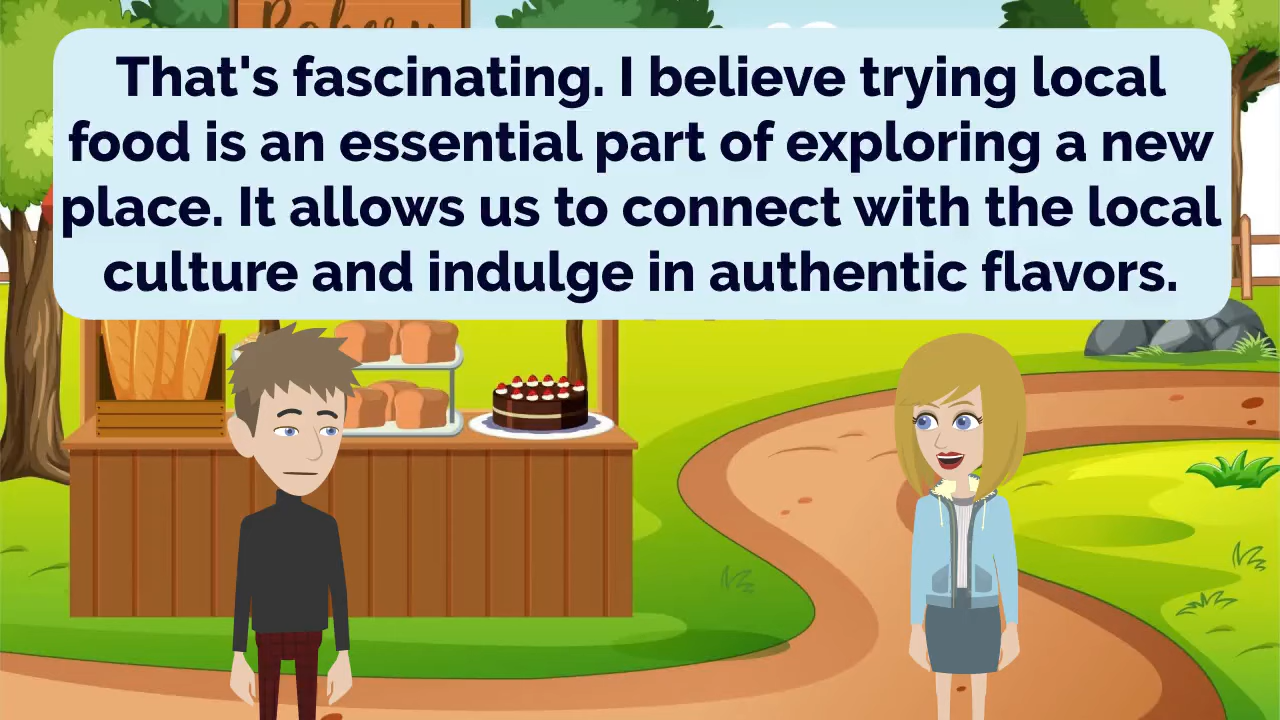 Bakery
That's fascinating. I believe trying local
food is an essential part of exploring a new
place. It allows us to connect with the local
culture and indulge in authentic flavors.